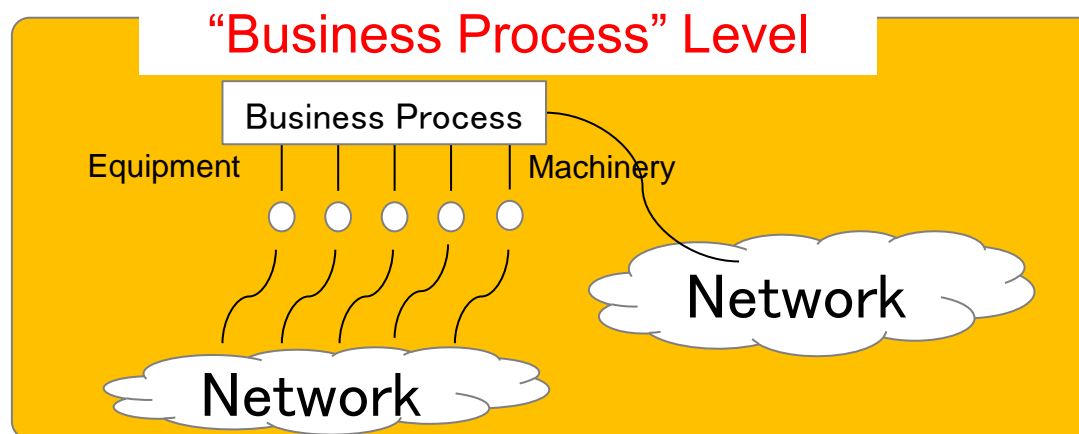 “Business Process” Level
Business Process
Equipment
Machinery
Network
Network